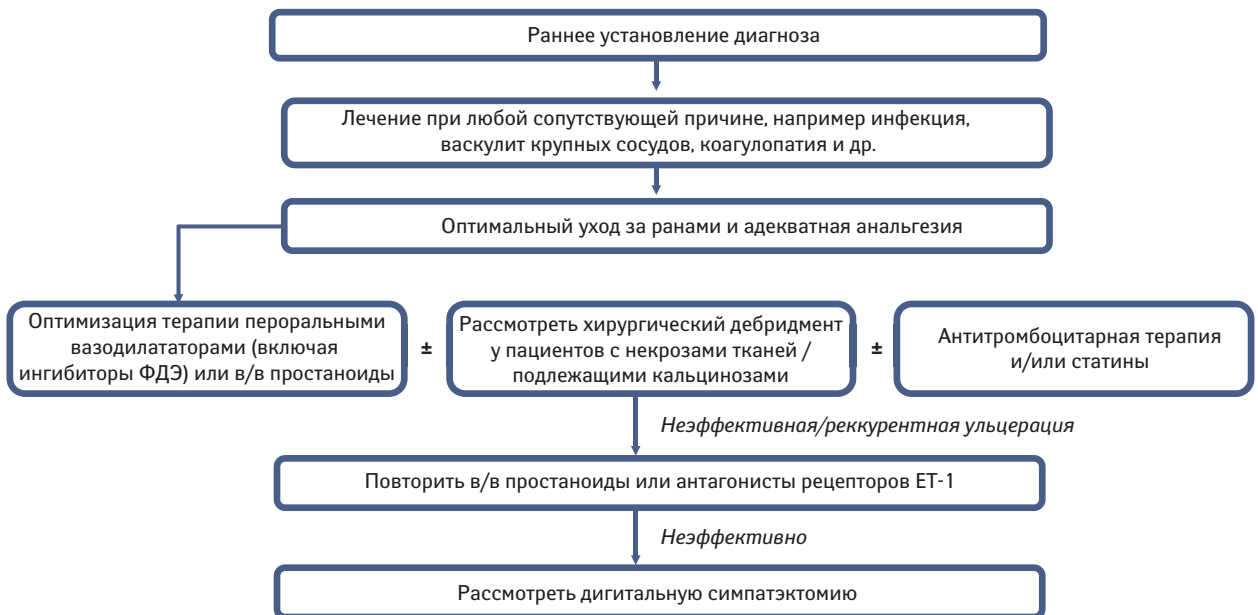 Раннее установление диагноза
Лечение при любой сопутствующей причине, например инфекция,
васкулит крупных сосудов, коагулопатия и др.
Оптимальный уход за ранами и адекватная анальгезия
Оптимизация терапии пероральными
вазодилататорами (включая
ингибиторы ФДЭ) или в/в простаноиды
±
Рассмотреть хирургический дебридмент
у пациентов с некрозами тканей /
подлежащими кальцинозами
±
Антитромбоцитарная терапия
и/или статины
Неэффективная/реккурентная ульцерация
Повторить в/в простаноиды или антагонисты рецепторов ЕТ-1
Неэффективно
Рассмотреть дигитальную симпатэктомию